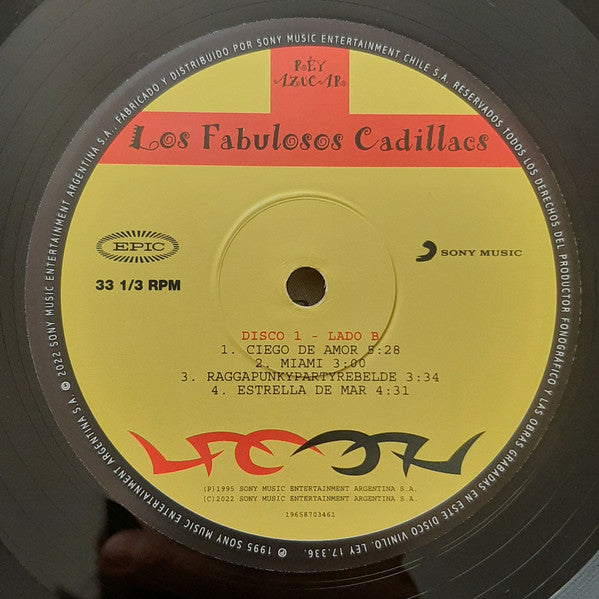 REY
AZUCAR
Los Fabulosos Cadillacs
EPIC
SONY MUSIC
33 1/3 RPM
DISCO 1 - LADO B
1. CIEGO DE AMOR 5:28
2. MIAMI 3:00
3. RAGGAPUNKYPARTYREBELDE 3:34
4. ESTRELLA DE MAR 4:31
LFC
(P)1995 SONY MUSIC ENTERTAINMENT ARGENTINA S.A.
(C)2022 SONY MUSIC ENTERTAINMENT ARGENTINA S.A.
19658703461
℗ 1995 SONY MUSIC ENTERTAINMENT ARGENTINA S.A. © 2022 SONY MUSIC ENTERTAINMENT ARGENTINA S.A., FABRICADO Y DISTRIBUIDO POR SONY MUSIC ENTERTAINMENT CHILE S.A. RESERVADOS TODOS LOS DERECHOS DEL PRODUCTOR FONOGRÁFICO Y LAS OBRAS GRABADAS EN ESTE DISCO VINILO. LEY 17.336.